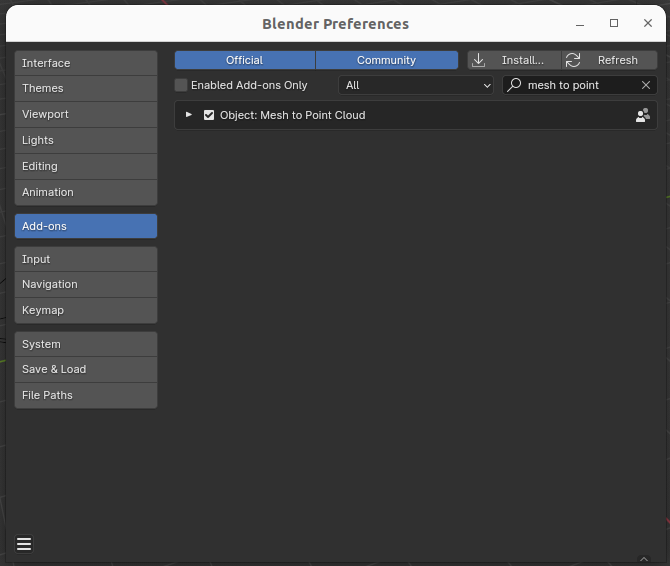 Blender Preferences
Interface
Themes
Viewport
Lights
Editing
Animation
Add-ons
Input
Navigation
Keymap
System
Save & Load
File Paths
Official Community Install... Refresh
Enabled Add-ons Only All mesh to point
Object: Mesh to Point Cloud